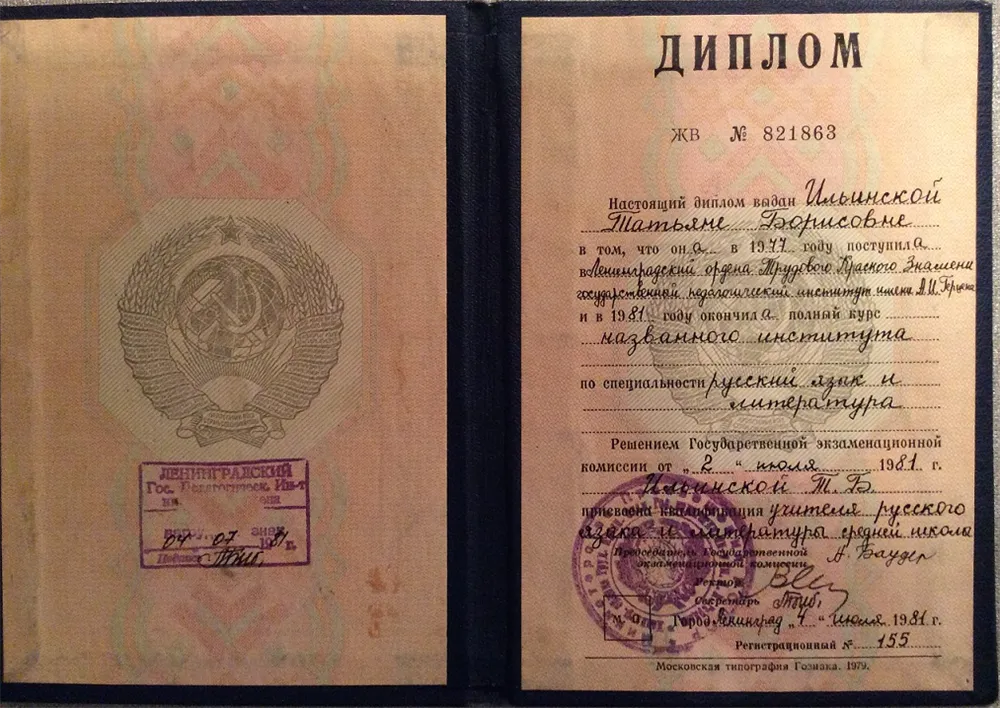 ЛЕНИНГРАДСКИЙ
Гос. Педагогическ. Ин-т
04 07 81 г.
ДИПЛОМ
ЖВ № 821863
Настоящий диплом выдан Ильинской
Татьяне Борисовне
в том, что она в 1977 году поступила
в Ленинградский ордена Трудового Красного Знамени
государственный педагогический институт имени А.И. Герцена
и в 1981 году окончила полный курс
названного института
по специальности русский язык и
литература
Решением Государственной экзаменационной
комиссии от „2“ июля 1981 г.
Ильинской Т. Б.
присвоена квалификация учителя русского
языка и литературы средней школы
Председатель Государственной
экзаменационной комиссии А. Баудер
Ректор
Секретарь
Город Ленинград „4“ июля 1981 г.
Регистрационный № 155
Московская типография Гознака. 1979.